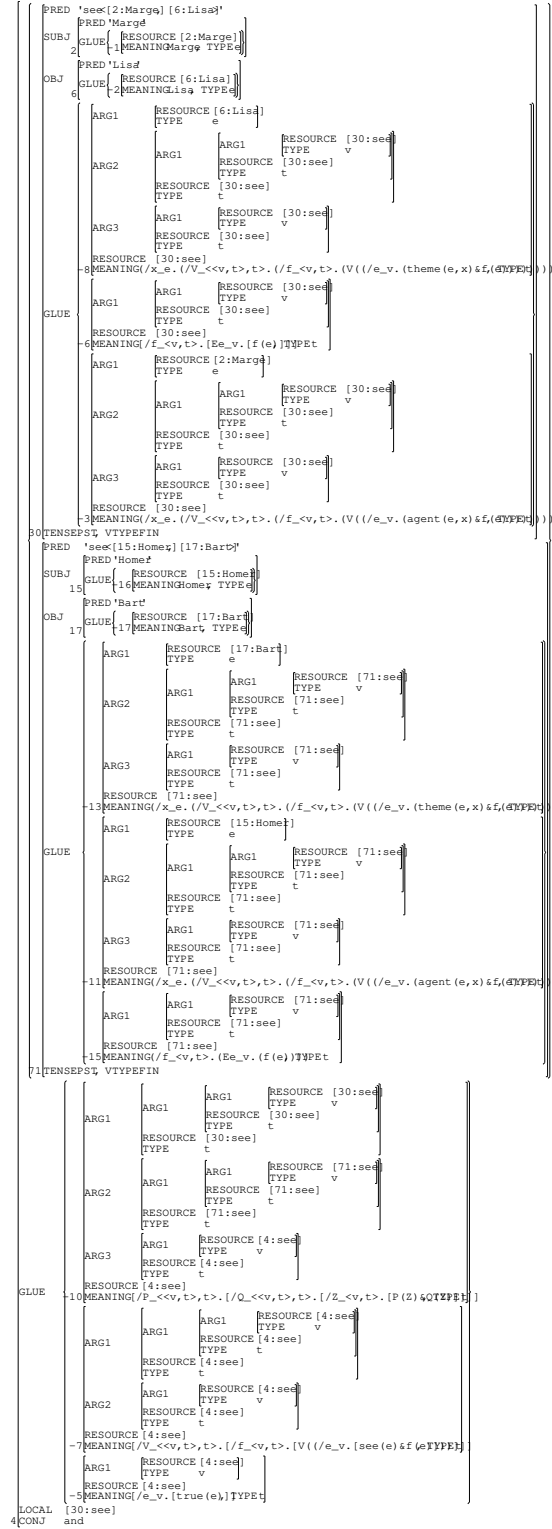 PRED 'see<[2:Marge],[6:Lisa]>'
PRED 'Marge'
SUBJ
RESOURCE [2:Marge]
GLUE
2
-1 MEANING Marge, TYPE e
PRED 'Lisa'
OBJ
RESOURCE [6:Lisa]
GLUE
6
-2 MEANING Lisa, TYPE e
ARG1 RESOURCE [6:Lisa]
TYPE e
ARG1 RESOURCE [30:see]
ARG1 TYPE v
ARG2 RESOURCE [30:see]
TYPE t
RESOURCE [30:see]
TYPE t
ARG1 RESOURCE [30:see]
TYPE v
ARG3 RESOURCE [30:see]
TYPE t
RESOURCE [30:see]
-8 MEANING (/x_e.(/V_<<v,t>,t>.(/f_<v,t>.(V((/e_v.(theme(e,x)&f(e)
ARG1 RESOURCE [30:see]
ARG1 TYPE v
RESOURCE [30:see]
GLUE TYPE t
RESOURCE [30:see]
-6 MEANING [/f_<v,t>.[Ee_v.[f(e)]]] TYPE t
ARG1 RESOURCE [2:Marge]
TYPE e
ARG1 RESOURCE [30:see]
ARG1 TYPE v
ARG2 RESOURCE [30:see]
TYPE t
RESOURCE [30:see]
TYPE t
ARG1 RESOURCE [30:see]
TYPE v
ARG3 RESOURCE [30:see]
TYPE t
RESOURCE [30:see]
-3 MEANING (/x_e.(/V_<<v,t>,t>.(/f_<v,t>.(V((/e_v.(agent(e,x)&f(e)
30 TENSE PST, VTYPE FIN
PRED 'see<[15:Homer],[17:Bart]>'
PRED 'Homer'
SUBJ
RESOURCE [15:Homer]
GLUE
15
-16 MEANING Homer, TYPE e
PRED 'Bart'
OBJ
RESOURCE [17:Bart]
GLUE
17
-17 MEANING Bart, TYPE e
ARG1 RESOURCE [17:Bart]
TYPE e
ARG1 RESOURCE [71:see]
ARG1 TYPE v
ARG2 RESOURCE [71:see]
TYPE t
RESOURCE [71:see]
TYPE t
ARG1 RESOURCE [71:see]
TYPE v
ARG3 RESOURCE [71:see]
TYPE t
RESOURCE [71:see]
-13 MEANING (/x_e.(/V_<<v,t>,t>.(/f_<v,t>.(V((/e_v.(theme(e,x)&f(e)
ARG1 RESOURCE [15:Homer]
TYPE e
GLUE
ARG1 RESOURCE [71:see]
ARG1 TYPE v
ARG2 RESOURCE [71:see]
TYPE t
RESOURCE [71:see]
TYPE t
ARG1 RESOURCE [71:see]
TYPE v
ARG3 RESOURCE [71:see]
TYPE t
RESOURCE [71:see]
-11 MEANING (/x_e.(/V_<<v,t>,t>.(/f_<v,t>.(V((/e_v.(agent(e,x)&f(e)
ARG1 RESOURCE [71:see]
ARG1 TYPE v
RESOURCE [71:see]
TYPE t
RESOURCE [71:see]
-15 MEANING (/f_<v,t>.(Ee_v.(f(e)))) TYPE t
71 TENSE PST, VTYPE FIN
ARG1 RESOURCE [30:see]
ARG1 TYPE v
ARG1 RESOURCE [30:see]
TYPE t
RESOURCE [30:see]
TYPE t
ARG1 RESOURCE [71:see]
ARG1 TYPE v
ARG2 RESOURCE [71:see]
TYPE t
RESOURCE [71:see]
TYPE t
ARG1 RESOURCE [4:see]
TYPE v
ARG3 RESOURCE [4:see]
TYPE t
GLUE RESOURCE [4:see]
-10 MEANING [/P_<<v,t>,t>.[/Q_<<v,t>,t>.[/Z_<v,t>.[P(Z)&Q
ARG1 RESOURCE [4:see]
ARG1 TYPE v
ARG1 RESOURCE [4:see]
TYPE t
RESOURCE [4:see]
TYPE t
ARG1 RESOURCE [4:see]
TYPE v
ARG2 RESOURCE [4:see]
TYPE t
RESOURCE [4:see]
-7 MEANING [/V_<<v,t>,t>.[/f_<v,t>.[V((/e_v.[see(e)&f(e)
ARG1 RESOURCE [4:see]
TYPE v
RESOURCE [4:see]
-5 MEANING [/e_v.[true(e)]], TYPE t
LOCAL [30:see]
4 CONJ and